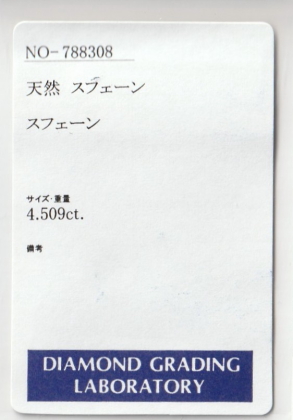 NO-788308
天然 スフェーン
スフェーン
サイズ・重量
4.509ct.
備考
DIAMOND GRADING
LABORATORY